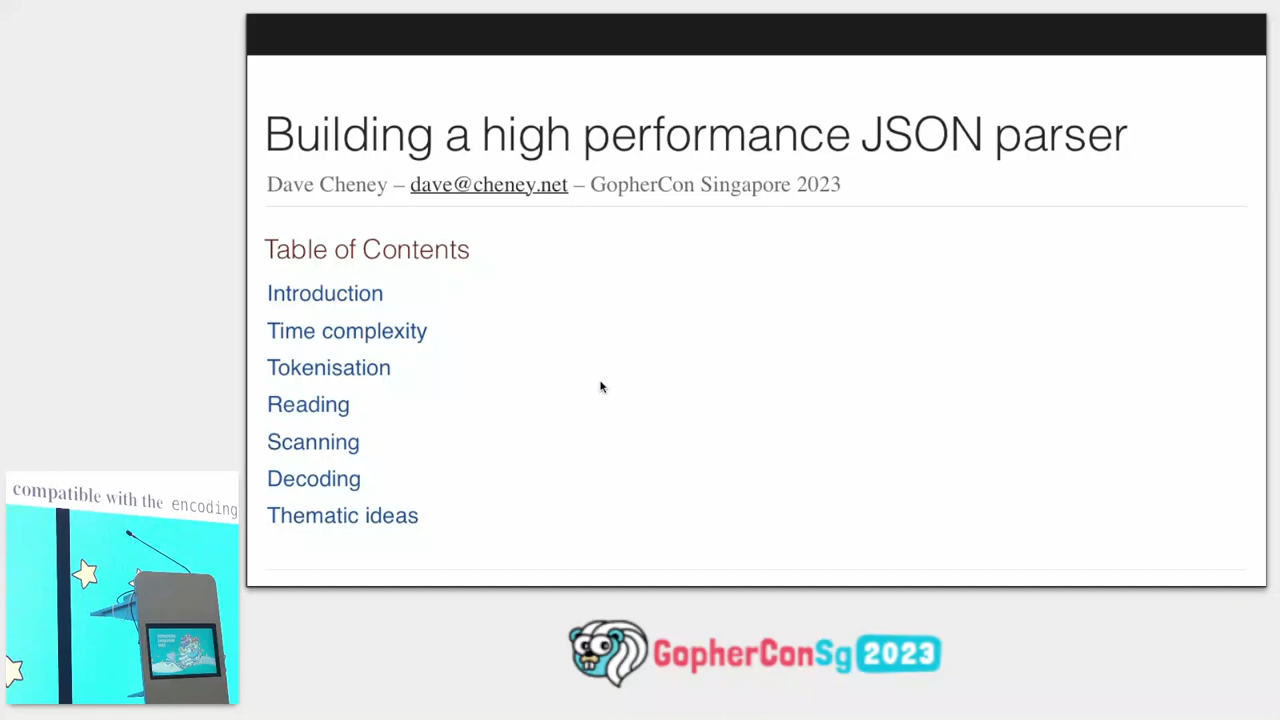 Building a high performance JSON parser
Dave Cheney – dave@cheney.net – GopherCon Singapore 2023
Table of Contents
Introduction
Time complexity
Tokenisation
Reading
Scanning
Decoding
Thematic ideas
compatible with the encoding
GopherConSg 2023